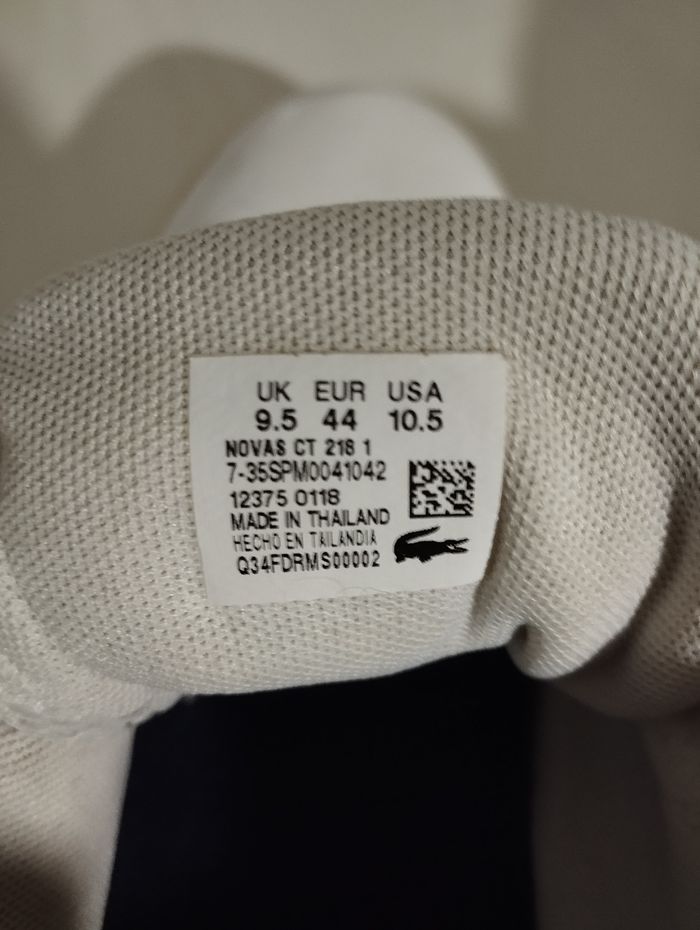 UK EUR USA
9.5 44 10.5
NOVAS CT 218 1
7-35SPM0041042
12375 0118
MADE IN THAILAND
HECHO EN TAILANDIA
Q34FDRMS00002